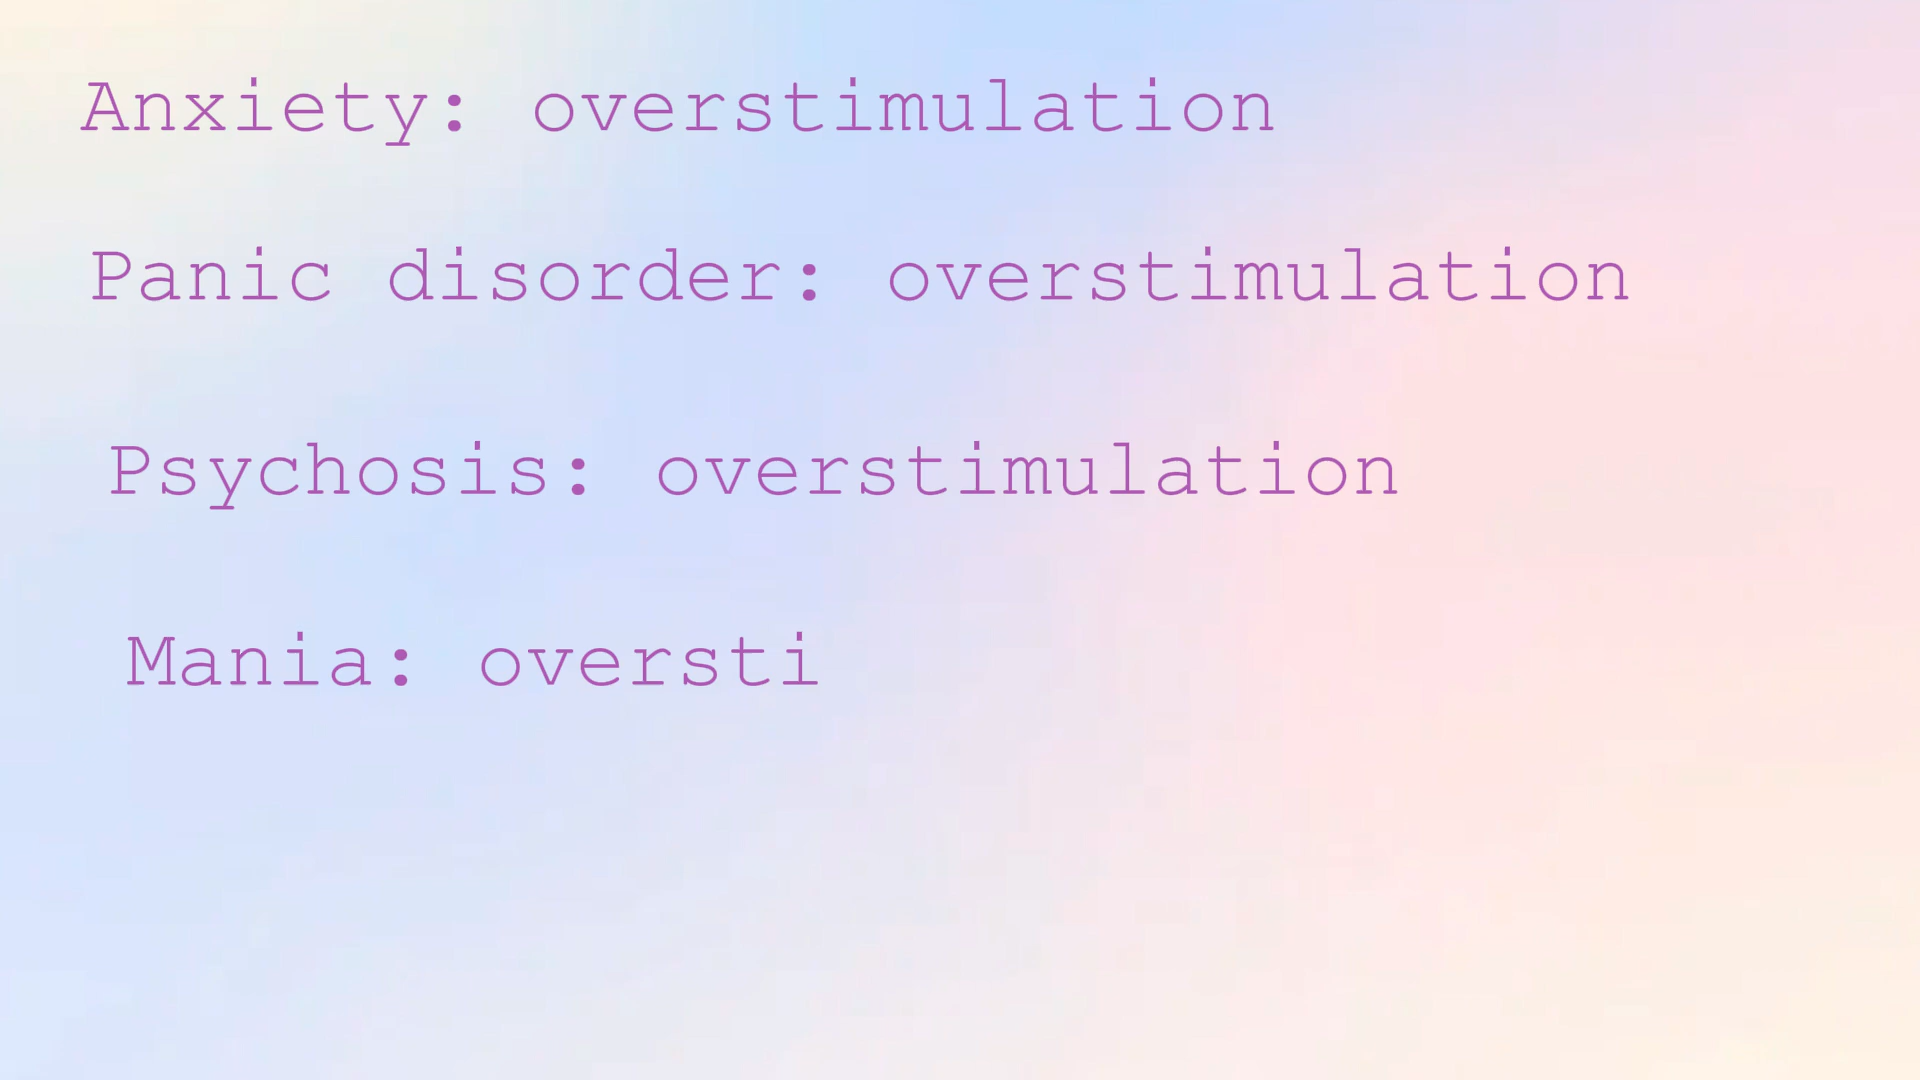 Anxiety: overstimulation
Panic disorder: overstimulation
Psychosis: overstimulation
Mania: oversti